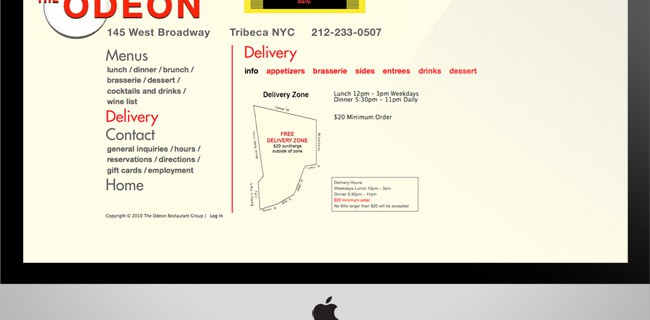 THE ODEON
Daily.
145 West Broadway Tribeca NYC 212-233-0507
Menus
lunch / dinner / brunch /
brasserie / dessert /
cocktails and drinks /
wine list
Delivery
Contact
general inquiries / hours /
reservations / directions /
gift cards / employment
Home
Copyright © 2010 The Odeon Restaurant Group | Log in
Delivery
info appetizers brasserie sides entrees drinks dessert
Delivery Zone
FREE
DELIVERY ZONE
$20 surcharge
outside of zone
Lunch 12pm - 3pm Weekdays
Dinner 5:30pm - 11pm Daily
$20 Minimum Order
Delivery Hours:
Weekdays Lunch 12pm - 3pm
Dinner 5:30pm - 11pm
$20 minimum order
No Bills larger than $20 will be accepted